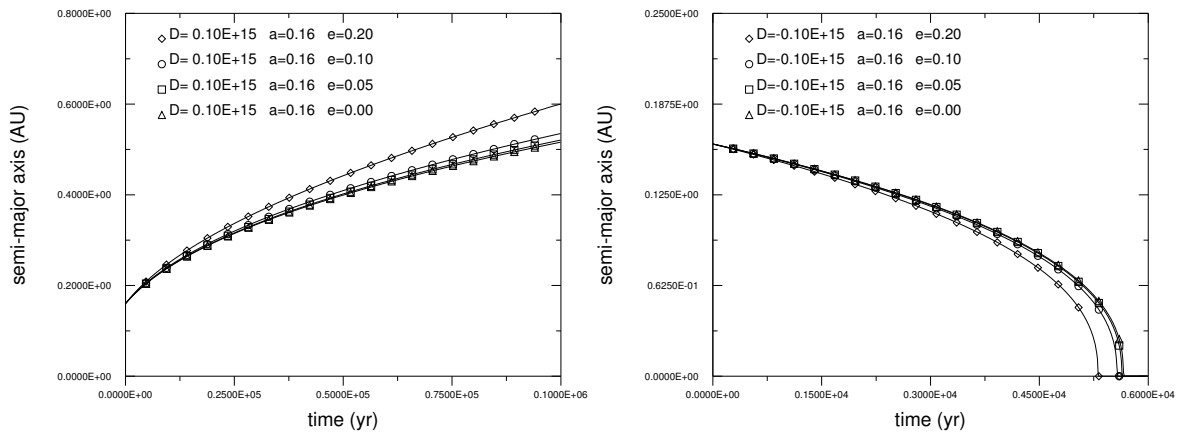 0.8000E+00
0.6000E+00
0.4000E+00
0.2000E+00
0.0000E+00
semi-major axis (AU)
D= 0.10E+15 a=0.16 e=0.20
D= 0.10E+15 a=0.16 e=0.10
D= 0.10E+15 a=0.16 e=0.05
D= 0.10E+15 a=0.16 e=0.00
0.0000E+00 0.2500E+05 0.5000E+05 0.7500E+05 0.1000E+06
time (yr)
0.2500E+00
0.1875E+00
0.1250E+00
0.6250E-01
0.0000E+00
semi-major axis (AU)
D=-0.10E+15 a=0.16 e=0.20
D=-0.10E+15 a=0.16 e=0.10
D=-0.10E+15 a=0.16 e=0.05
D=-0.10E+15 a=0.16 e=0.00
0.0000E+00 0.1500E+04 0.3000E+04 0.4500E+04 0.6000E+04
time (yr)